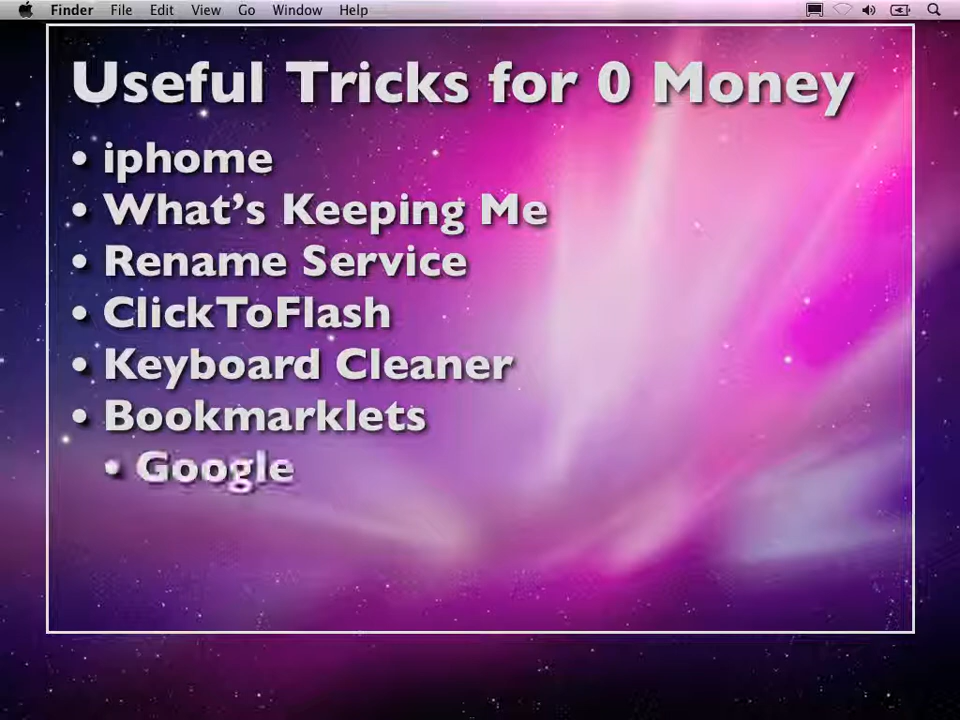 Finder File Edit View Go Window Help
Useful Tricks for 0 Money
• iphome
• What's Keeping Me
• Rename Service
• ClickToFlash
• Keyboard Cleaner
• Bookmarklets
• Google